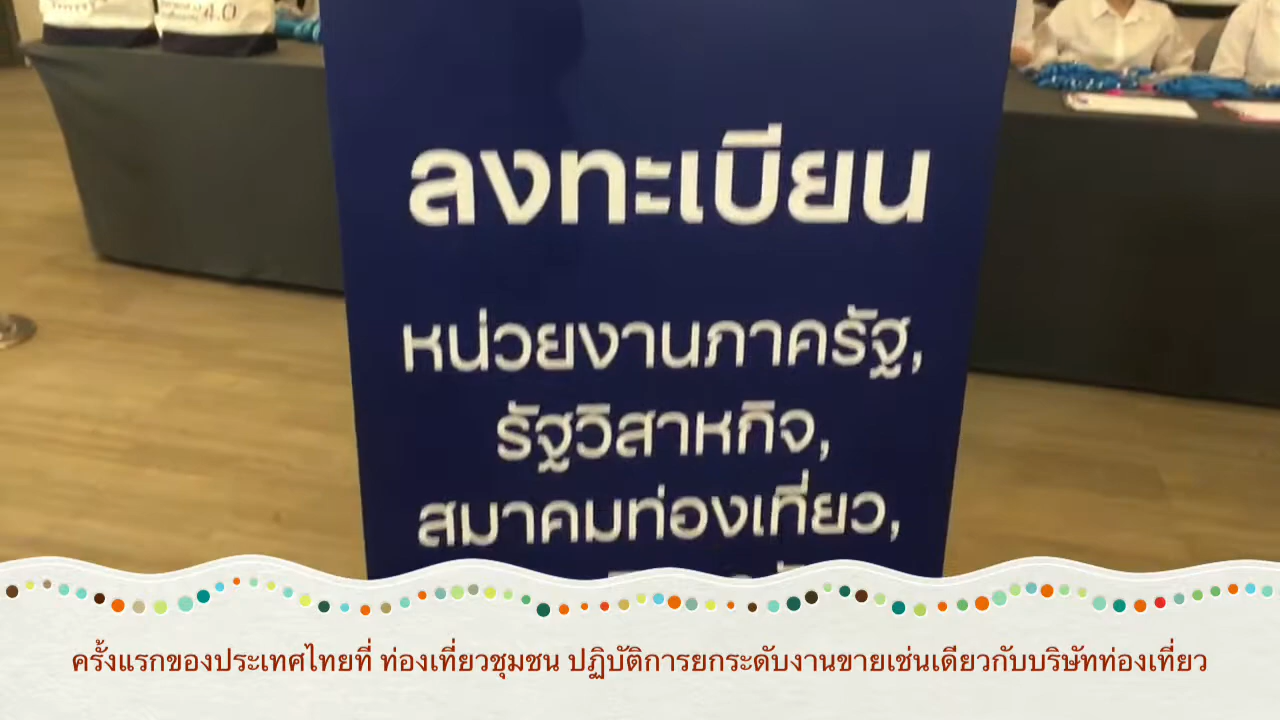 4.0
ลงทะเบียน
หน่วยงานภาครัฐ,
รัฐวิสาหกิจ,
สมาคมท่องเที่ยว,
ครั้งแรกของประเทศไทยที่ ท่องเที่ยวชุมชน ปฏิบัติการยกระดับงานขายเช่นเดียวกับบริษัทท่องเที่ยว